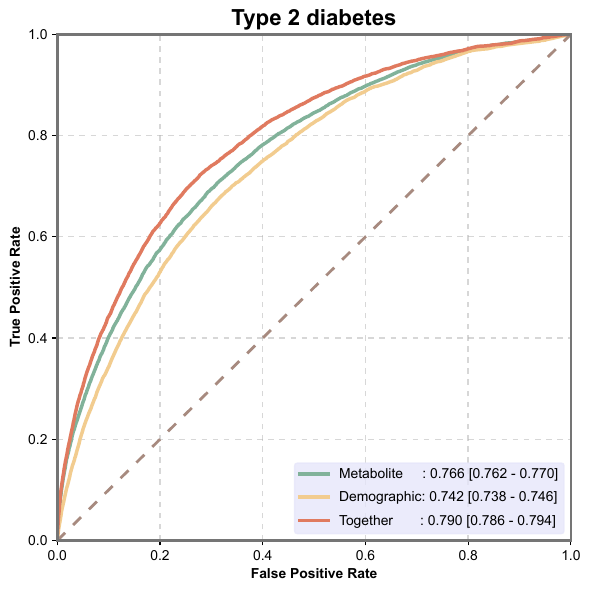 Type 2 diabetes
1.0
0.8
0.6
0.4
0.2
0.0
True Positive Rate
Metabolite : 0.766 [0.762 - 0.770]
Demographic: 0.742 [0.738 - 0.746]
Together : 0.790 [0.786 - 0.794]
0.0 0.2 0.4 0.6 0.8 1.0
False Positive Rate